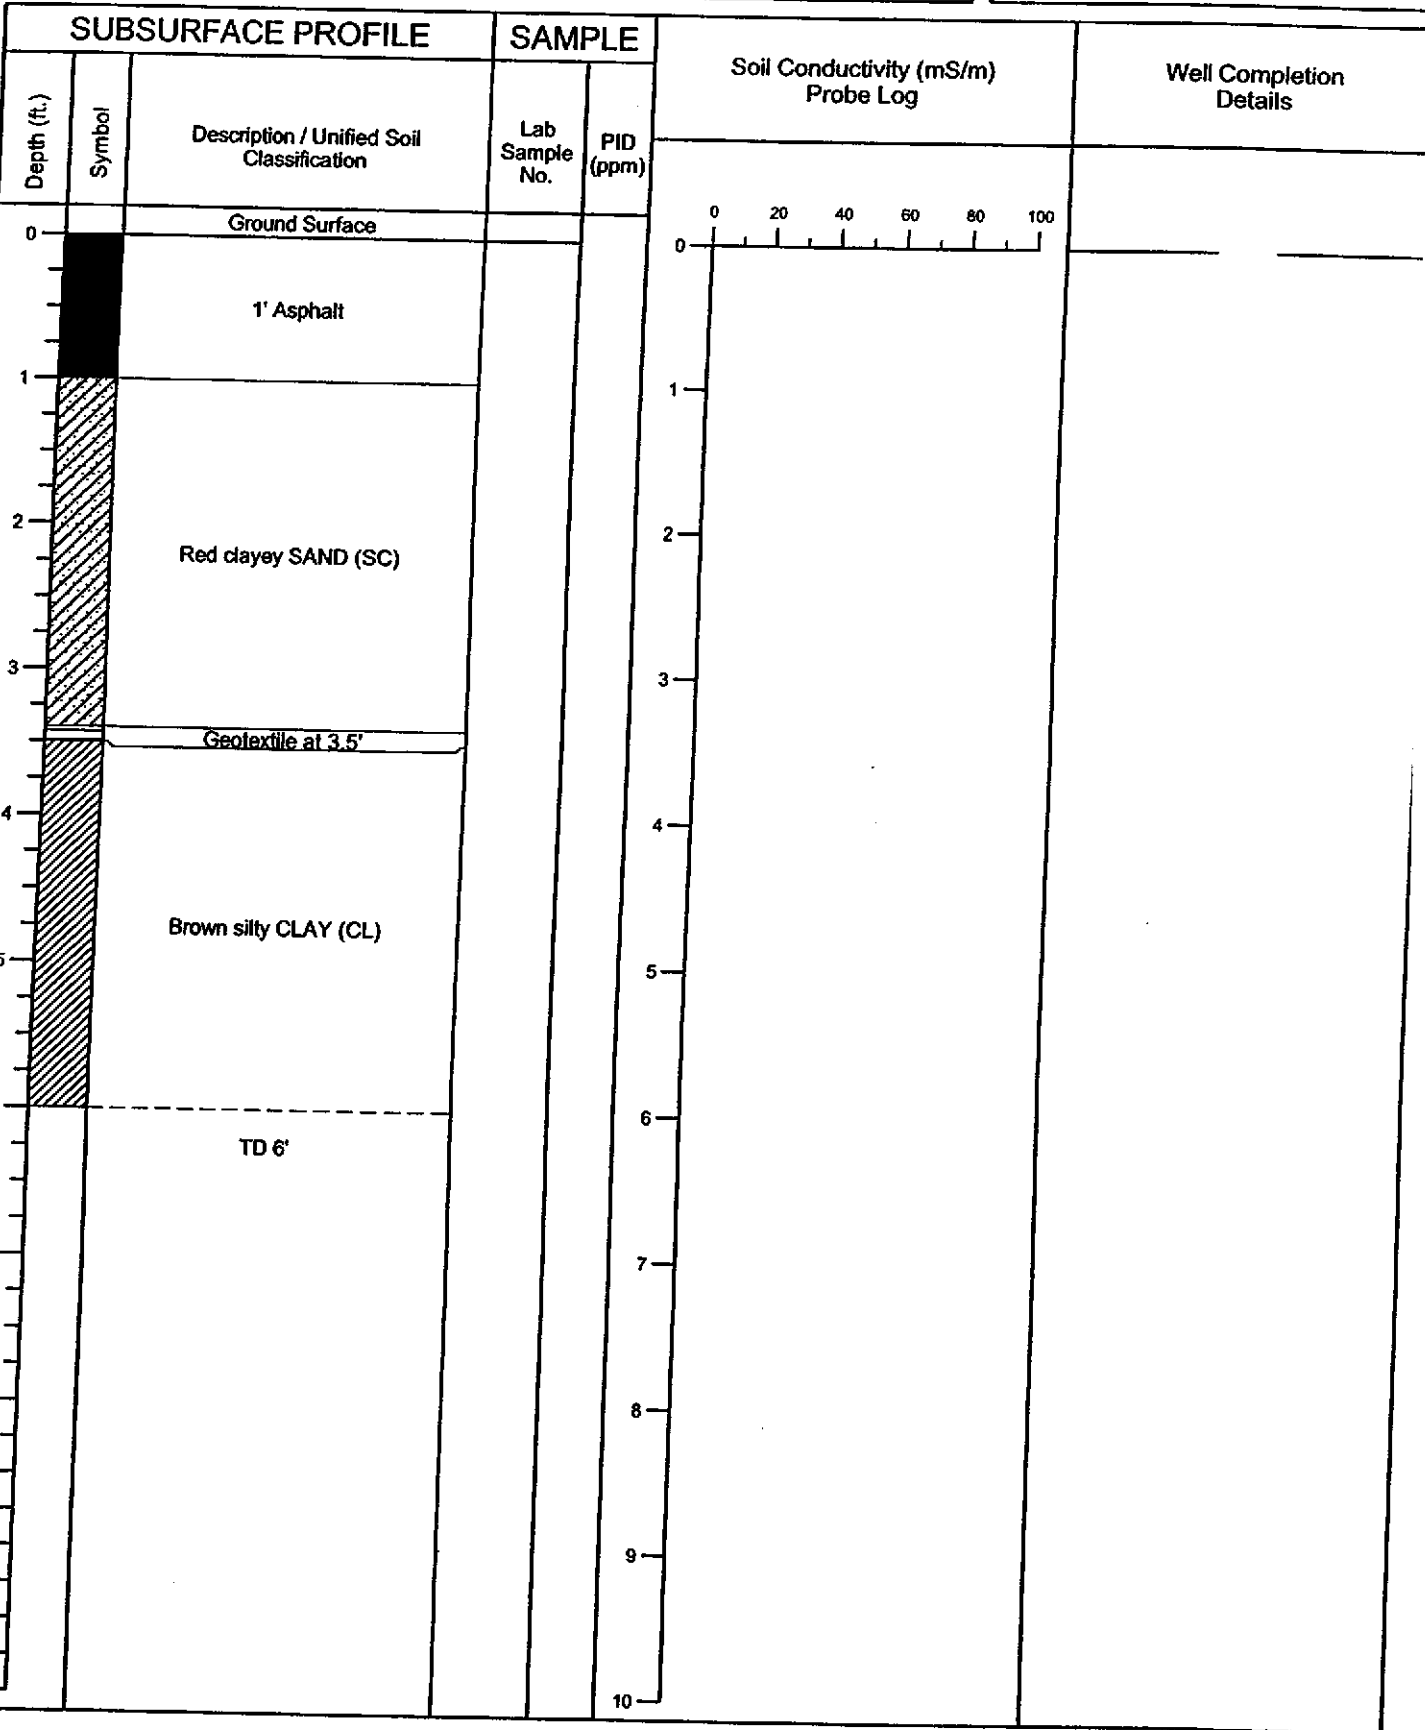 SUBSURFACE PROFILE
SAMPLE
Soil Conductivity (mS/m)
Probe Log
Well Completion
Details
Depth (ft.)
Symbol
Description / Unified Soil
Classification
Lab
Sample
No.
PID
(ppm)
Ground Surface
0 20 40 60 80 100
0
0
1' Asphalt
1
1
2
2
Red clayey SAND (SC)
3
3
Geotextile at 3.5'
4
4
Brown silty CLAY (CL)
5
5
6
TD 6'
7
8
9
10